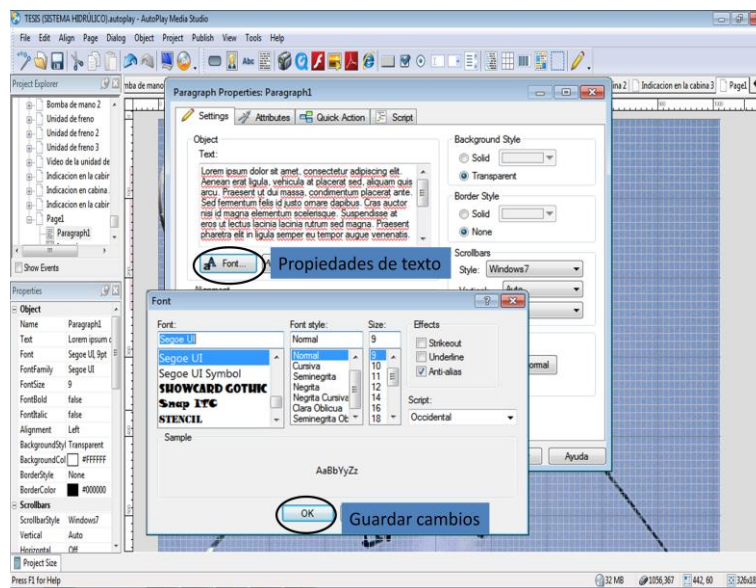 TESIS (SISTEMA HIDRÚLICO).autoplay - AutoPlay Media Studio
File Edit Align Page Dialog Object Project Publish View Tools Help
Project Explorer
mba de mano
ina 2 Indicacion en la cabina 3 Page1
Bomba de mano 2
Unidad de freno
Unidad de freno 2
Unidad de freno 3
Video de la unidad de
Indicacion en la cabir
Indicacion en cabina
Indicacion en la cabir
Page1
Paragraph1
Show Events
Properties
Object
Name Paragraph1
Text Lorem ipsum c
Font Segoe UI, 9pt
FontFamily Segoe UI
FontSize 9
FontBold false
FontItalic false
Alignment Left
BackgroundStyl Transparent
BackgroundCol #FFFFFF
BorderStyle None
BorderColor #000000
Scrollbars
ScrollbarStyle Windows7
Vertical Auto
Horizontal Off
Project Size
Press F1 for Help
Paragraph Properties: Paragraph1
Settings Attributes Quick Action Script
Object
Text:
Lorem ipsum dolor sit amet, consectetur adipiscing elit.
Aenean erat ligula, vehicula at placerat sed, aliquam quis
arcu. Praesent ut dui massa, condimentum placerat ante.
Sed fermentum felis id justo ornare dapibus. Cras auctor
nisi id magna elementum scelerisque. Suspendisse at
eros ut lectus lacinia lacinia rutrum sed magna. Praesent
pharetra elit in ligula semper eu tempor augue venenatis.
Font...
Propiedades de texto
Alignment
Background Style
Solid
Transparent
Border Style
Solid
None
Scrollbars
Style: Windows7
Auto
Ayuda
Font
Font: Font style: Size: Effects
Segoe UI Normal 9
Segoe UI
Segoe UI Symbol
SHOWCARD GOTHIC
Snap ITC
STENCIL
Normal
Cursiva
Seminegrita
Negrita
Negrita Cursiva
Clara Oblicua
Seminegrita Ob
9
10
11
12
14
16
18
Strikeout
Underline
Anti-alias
Script:
Occidental
Sample
AaBbYyZz
OK
Guardar cambios
32 MB 1056,367 442, 60